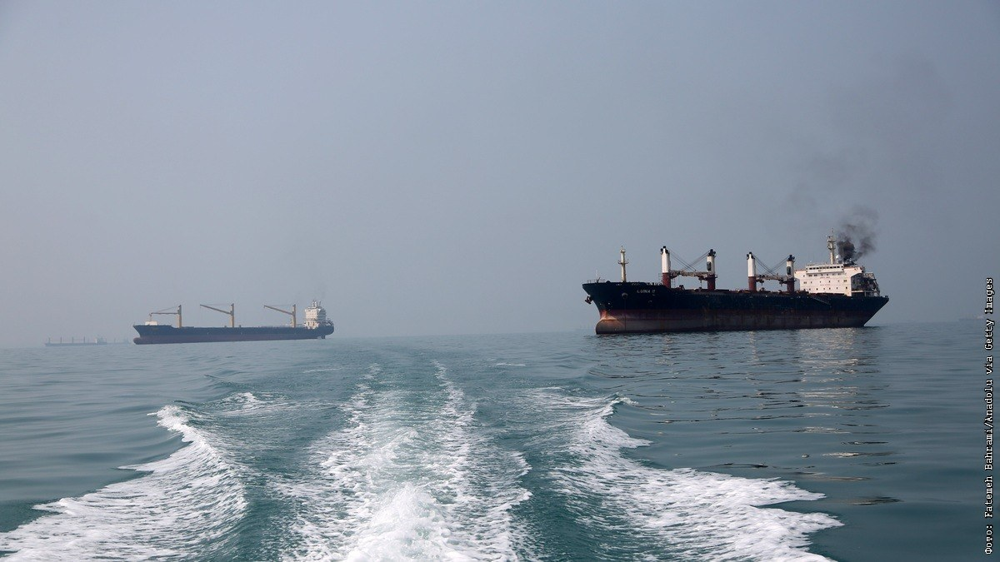 Фото: Fatemeh Bahrami/Anadolu via Getty Images